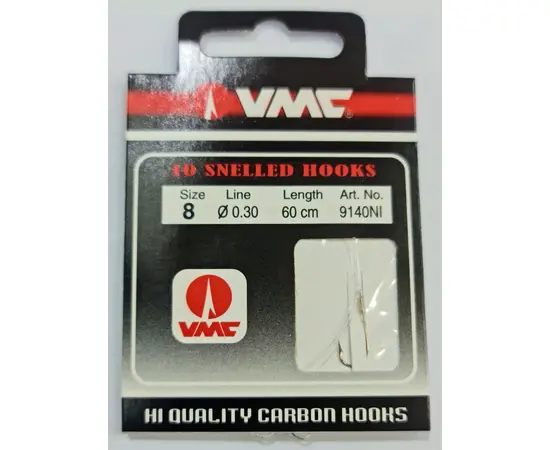 VMC®
10 SNELLED HOOKS
Size Line Length Art. No.
8 Ø 0.30 60 cm 9140NI
VMC
HI QUALITY CARBON HOOKS